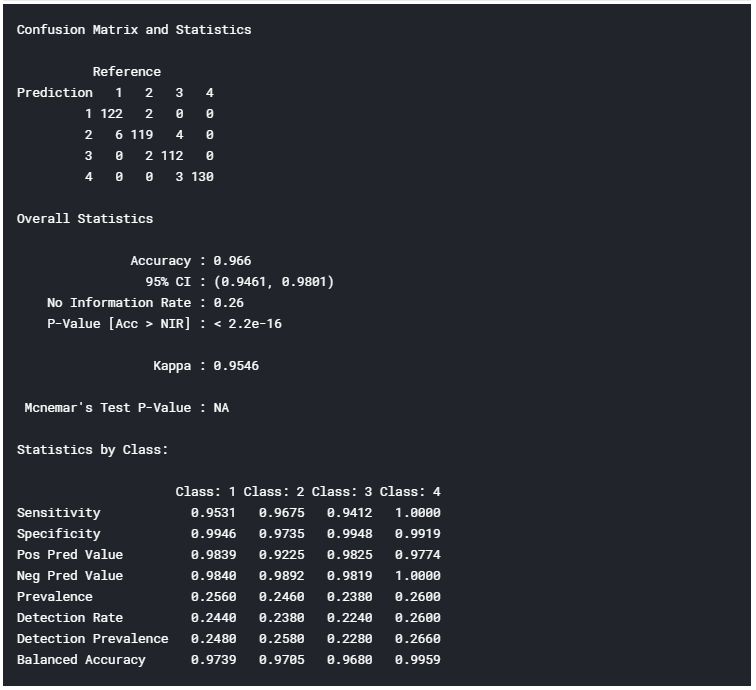 Confusion Matrix and Statistics
Reference
Prediction 1 2 3 4
1 122 2 0 0
2 6 119 4 0
3 0 2 112 0
4 0 0 3 130
Overall Statistics
Accuracy : 0.966
95% CI : (0.9461, 0.9801)
No Information Rate : 0.26
P-Value [Acc > NIR] : < 2.2e-16
Kappa : 0.9546
Mcnemar's Test P-Value : NA
Statistics by Class:
Class: 1 Class: 2 Class: 3 Class: 4
Sensitivity 0.9531 0.9675 0.9412 1.0000
Specificity 0.9946 0.9735 0.9948 0.9919
Pos Pred Value 0.9839 0.9225 0.9825 0.9774
Neg Pred Value 0.9840 0.9892 0.9819 1.0000
Prevalence 0.2560 0.2460 0.2380 0.2600
Detection Rate 0.2440 0.2380 0.2240 0.2600
Detection Prevalence 0.2480 0.2580 0.2280 0.2660
Balanced Accuracy 0.9739 0.9705 0.9680 0.9959